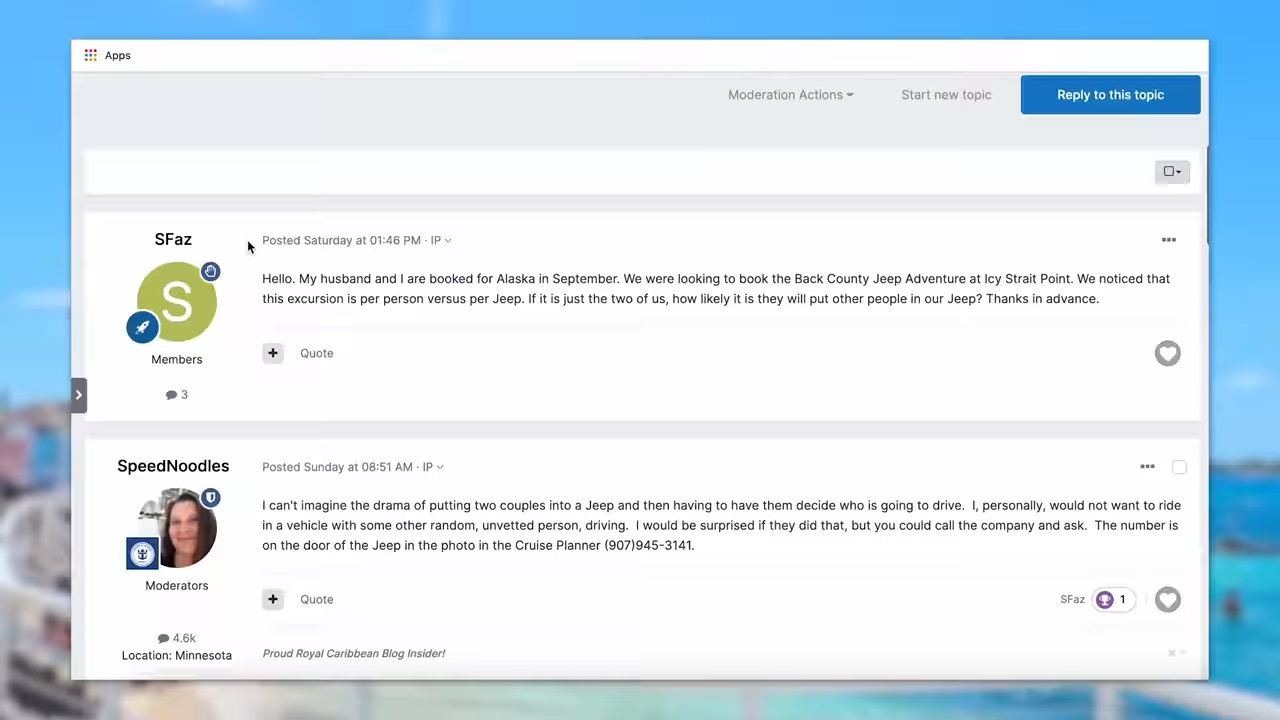 Apps
Moderation Actions
Start new topic
Reply to this topic
SFaz
Posted Saturday at 01:46 PM · IP
Hello. My husband and I are booked for Alaska in September. We were looking to book the Back County Jeep Adventure at Icy Strait Point. We noticed that
this excursion is per person versus per Jeep. If it is just the two of us, how likely it is they will put other people in our Jeep? Thanks in advance.
S
Members
+ Quote
3
SpeedNoodles
Posted Sunday at 08:51 AM · IP
I can't imagine the drama of putting two couples into a Jeep and then having to have them decide who is going to drive. I, personally, would not want to ride
in a vehicle with some other random, unvetted person, driving. I would be surprised if they did that, but you could call the company and ask. The number is
on the door of the Jeep in the photo in the Cruise Planner (907)945-3141.
Moderators
+ Quote
SFaz 1
4.6k
Location: Minnesota
Proud Royal Caribbean Blog Insider!